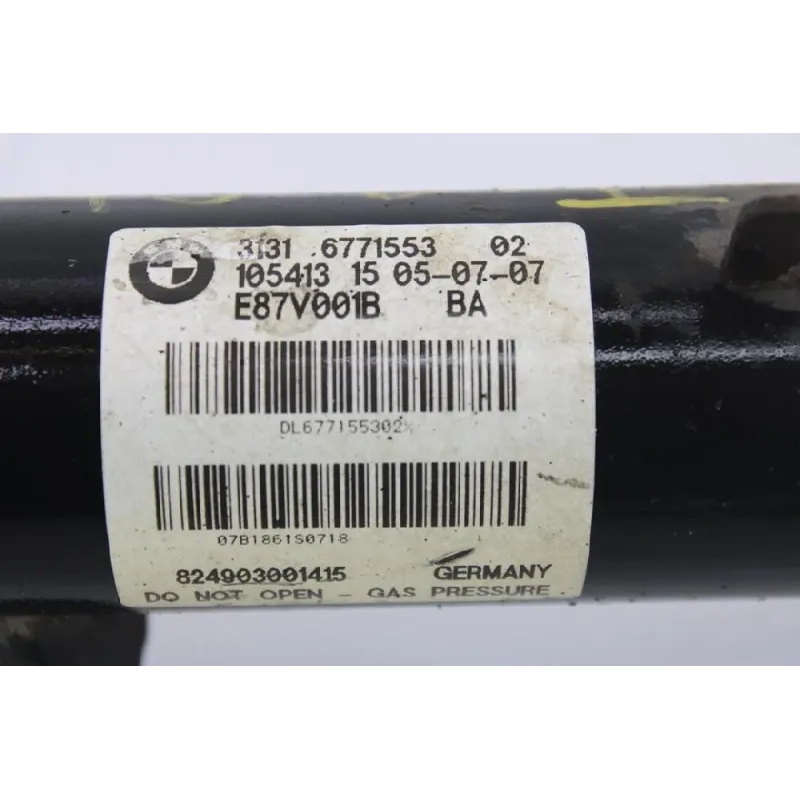 3131 6771553 02
105413 15 05-07-07
E87V001B BA
DL677155302%
07B1861S0718
824903001415 GERMANY
DO NOT OPEN - GAS PRESSURE